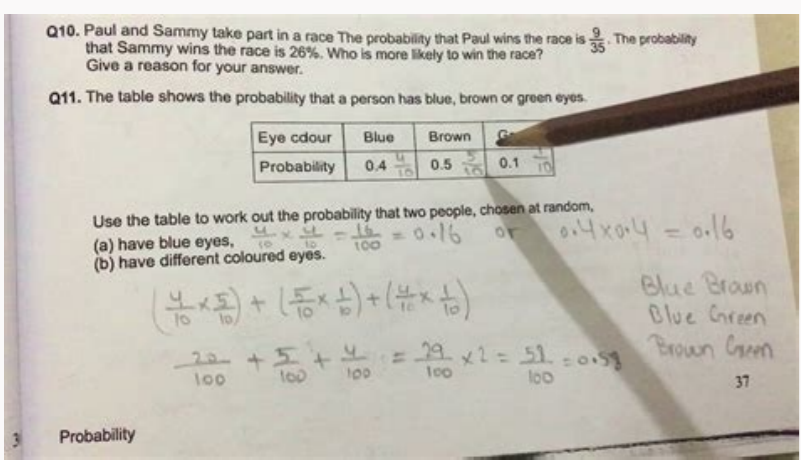 Q10. Paul and Sammy take part in a race The probability that Paul wins the race is 9/35. The probability
that Sammy wins the race is 26%. Who is more likely to win the race?
Give a reason for your answer.
Q11. The table shows the probability that a person has blue, brown or green eyes.
Eye colour Blue Brown
Probability 0.4 4/10 0.5 5/10 0.1 1/10
Use the table to work out the probability that two people, chosen at random,
(a) have blue eyes, 4/10 × 4/10 = 16/100 = 0.16 or 0.4 × 0.4 = 0.16
(b) have different coloured eyes.
(4/10 × 5/10) + (5/10 × 1/10) + (4/10 × 1/10)
Blue Brown
Blue Green
Brown Green
20/100 + 5/100 + 4/100 = 29/100 × 2 = 58/100 = 0.58
37
3 Probability